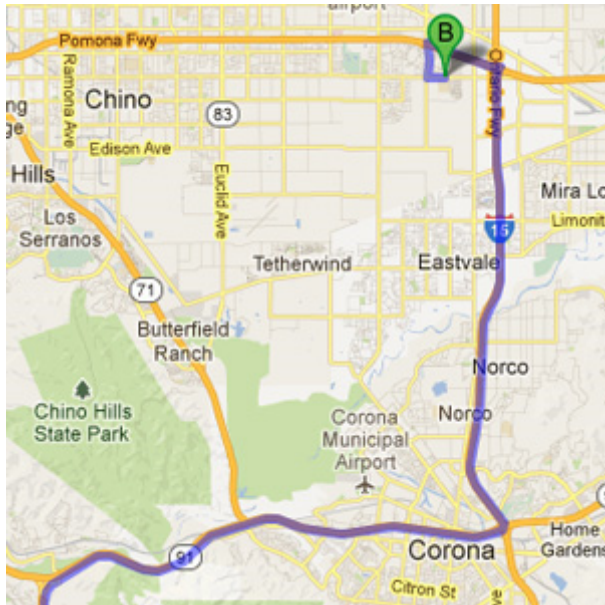 airport
Pomona Fwy
B
Ramona Ave
Chino
83
Ontario Fwy
Edison Ave
Euclid Ave
Hills
Mira Lo
Los
Serranos
15
Limonit
Tetherwind
Eastvale
71
Butterfield
Ranch
Norco
Chino Hills
State Park
Norco
Corona
Municipal
Airport
91
Corona
Home
Gardens
Citron St